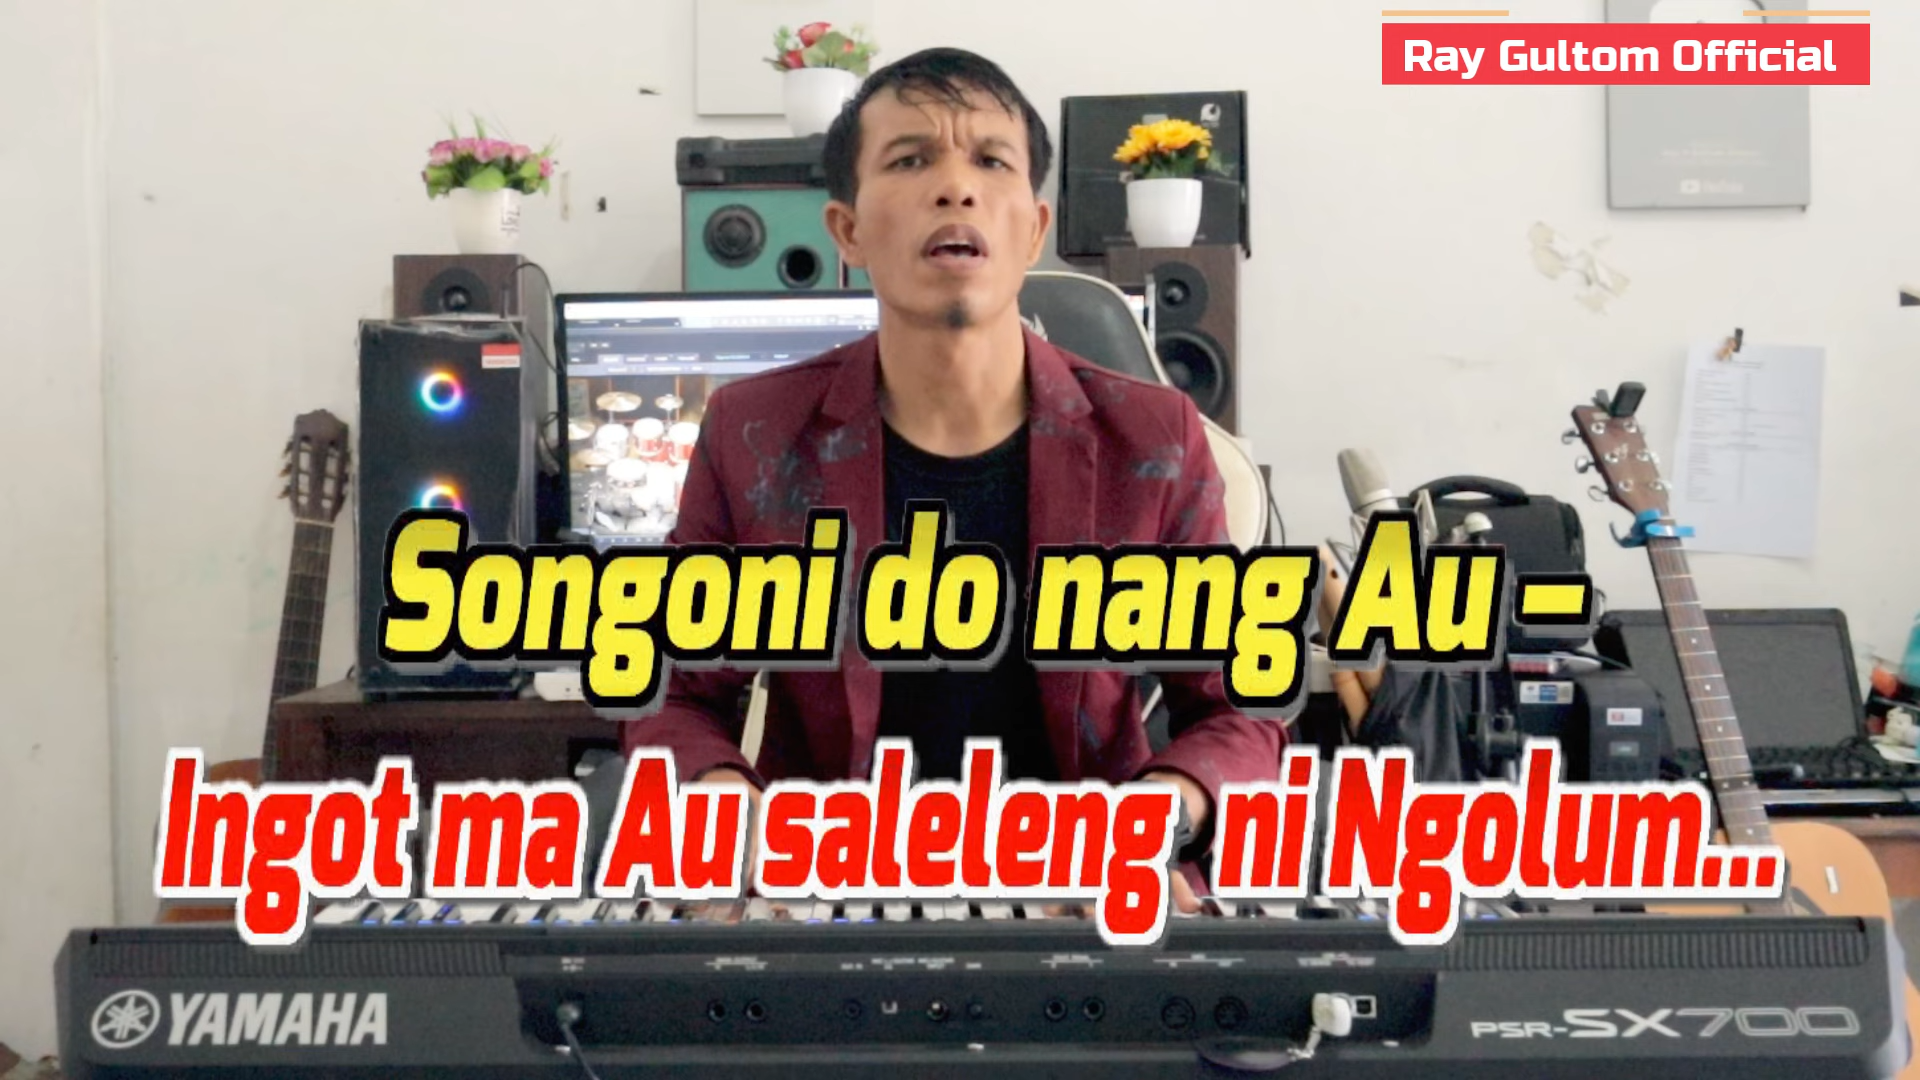 Ray Gultom Official
Songoni do nang Au –
Ingot ma Au saleleng ni Ngolum...
YAMAHA
PSR-SX700